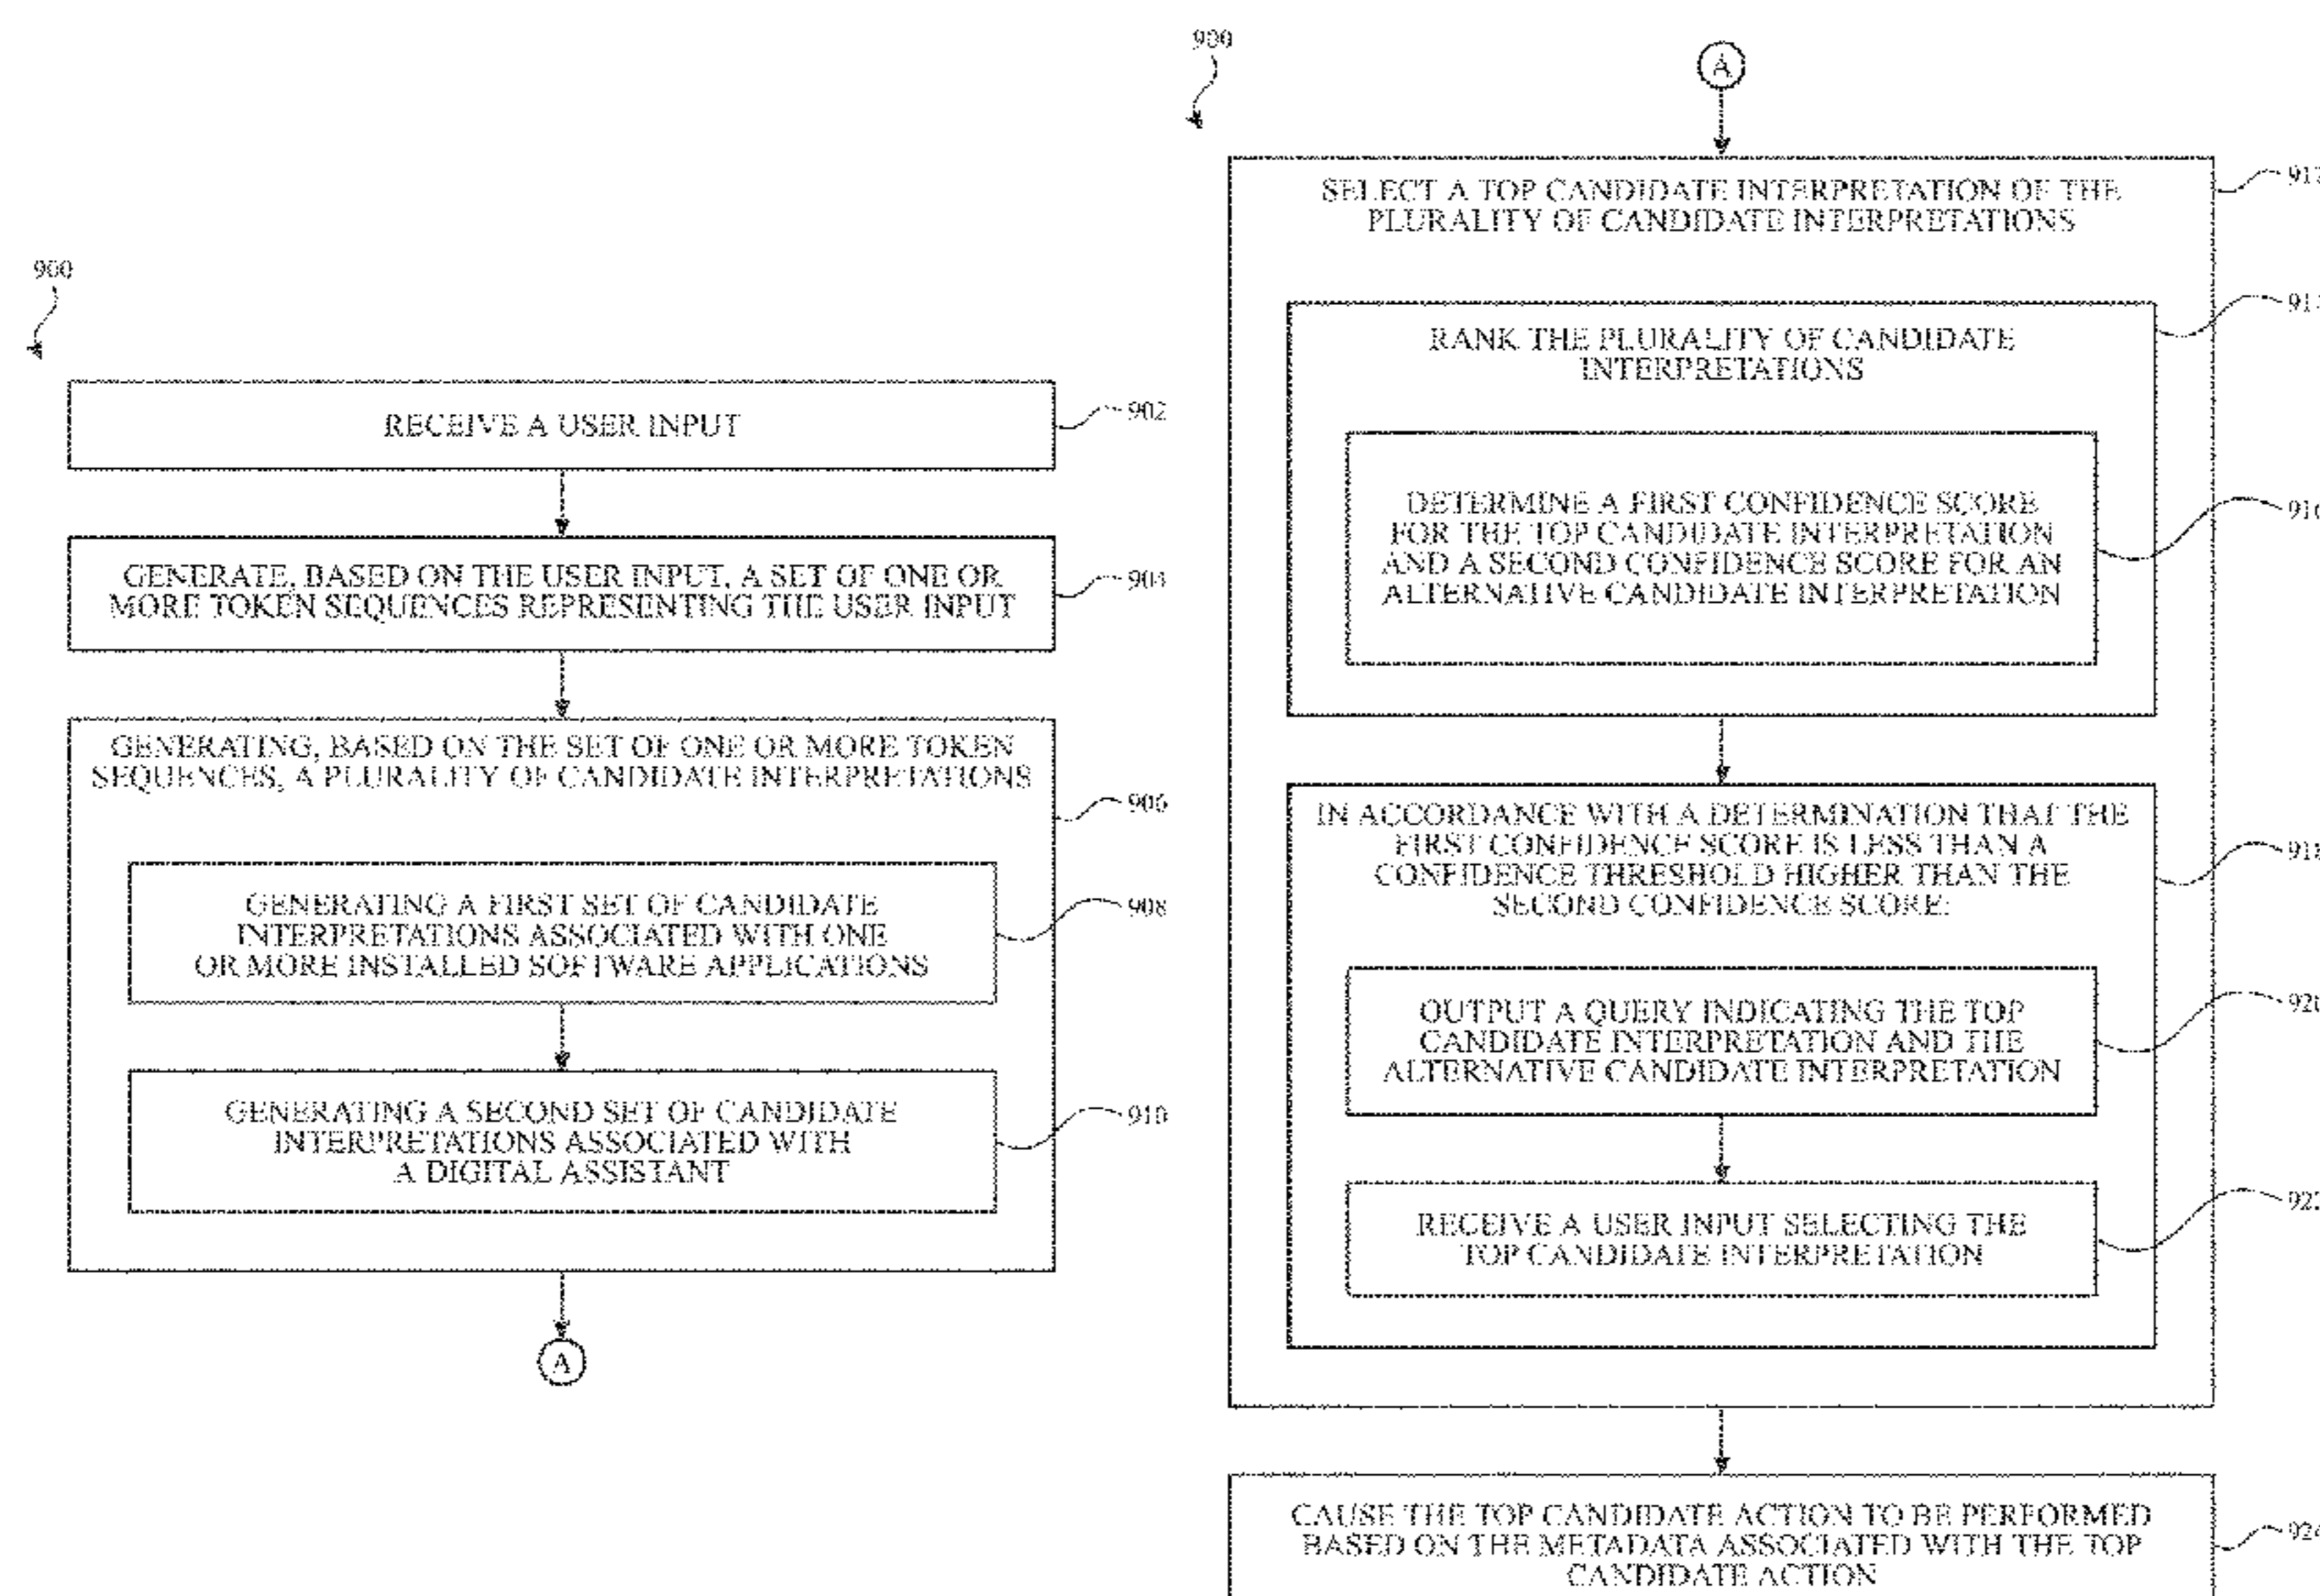 900
RECEIVE A USER INPUT
902
GENERATE, BASED ON THE USER INPUT, A SET OF ONE OR
MORE TOKEN SEQUENCES REPRESENTING THE USER INPUT
904
GENERATING, BASED ON THE SET OF ONE OR MORE TOKEN
SEQUENCES, A PLURALITY OF CANDIDATE INTERPRETATIONS
906
GENERATING A FIRST SET OF CANDIDATE
INTERPRETATIONS ASSOCIATED WITH ONE
OR MORE INSTALLED SOFTWARE APPLICATIONS
908
GENERATING A SECOND SET OF CANDIDATE
INTERPRETATIONS ASSOCIATED WITH
A DIGITAL ASSISTANT
910
A
900
A
SELECT A TOP CANDIDATE INTERPRETATION OF THE
PLURALITY OF CANDIDATE INTERPRETATIONS
RANK THE PLURALITY OF CANDIDATE
INTERPRETATIONS
DETERMINE A FIRST CONFIDENCE SCORE
FOR THE TOP CANDIDATE INTERPRETATION
AND A SECOND CONFIDENCE SCORE FOR AN
ALTERNATIVE CANDIDATE INTERPRETATION
IN ACCORDANCE WITH A DETERMINATION THAT THE
FIRST CONFIDENCE SCORE IS LESS THAN A
CONFIDENCE THRESHOLD HIGHER THAN THE
SECOND CONFIDENCE SCORE:
OUTPUT A QUERY INDICATING THE TOP
CANDIDATE INTERPRETATION AND THE
ALTERNATIVE CANDIDATE INTERPRETATION
RECEIVE A USER INPUT SELECTING THE
TOP CANDIDATE INTERPRETATION
CAUSE THE TOP CANDIDATE ACTION TO BE PERFORMED
BASED ON THE METADATA ASSOCIATED WITH THE TOP
CANDIDATE ACTION